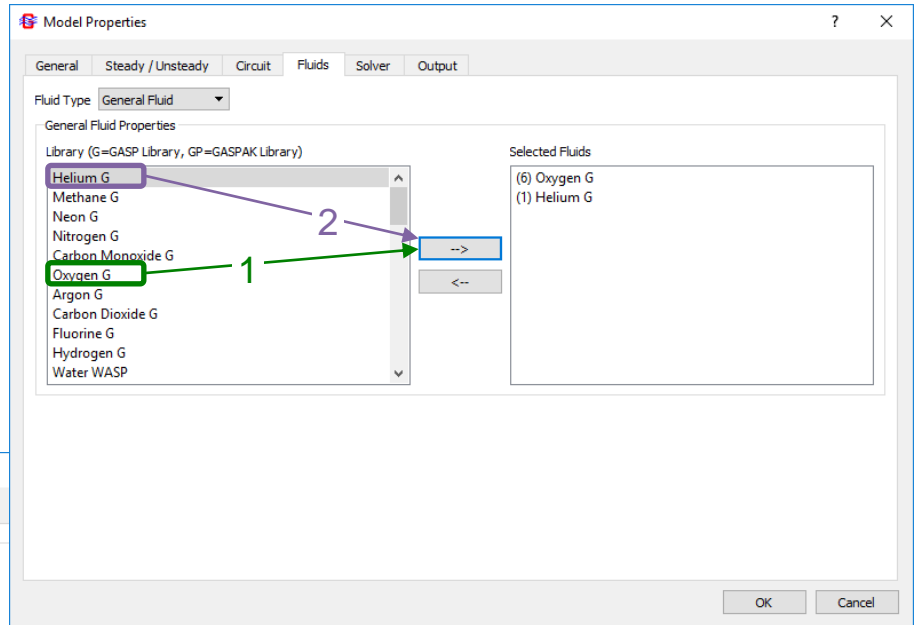 Model Properties ? ×
General Steady / Unsteady Circuit Fluids Solver Output
Fluid Type General Fluid
General Fluid Properties
Library (G=GASP Library, GP=GASPAK Library) Selected Fluids
Helium G
Methane G
Neon G
Nitrogen G
Carbon Monoxide G
Oxygen G
Argon G
Carbon Dioxide G
Fluorine G
Hydrogen G
Water WASP
2
1
-->
<--
(6) Oxygen G
(1) Helium G
OK Cancel